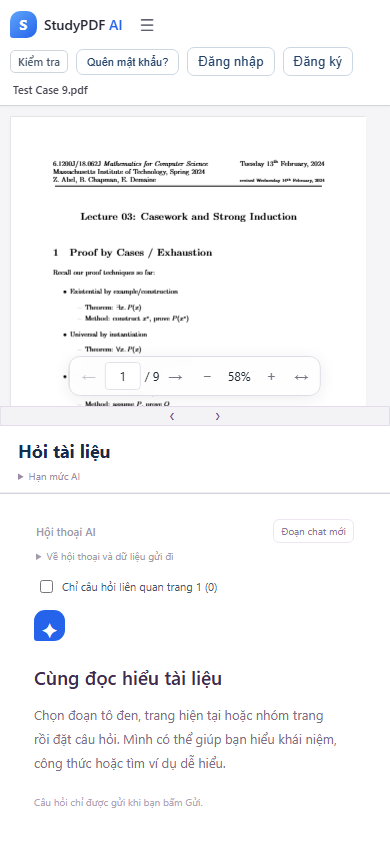 S StudyPDF AI ☰
Kiểm tra Quên mật khẩu? Đăng nhập Đăng ký
Test Case 9.pdf
6.1200J/18.062J Mathematics for Computer Science Tuesday 13th February, 2024
Massachusetts Institute of Technology, Spring 2024
Z. Abel, B. Chapman, E. Demaine revised Wednesday 14th February, 2024
Lecture 03: Casework and Strong Induction
1 Proof by Cases / Exhaustion
Recall our proof techniques so far:
• Existential by example/construction
– Theorem: ∃x. P(x)
– Method: construct x*, prove P(x*)
• Universal by instantiation
– Theorem: ∀x. P(x)
•
← 1 / 9 → − 58% + ↔
– Method: assume P, prove Q
‹ ›
Hỏi tài liệu
▶ Hạn mức AI
Hội thoại AI Đoạn chat mới
▶ Về hội thoại và dữ liệu gửi đi
Chỉ câu hỏi liên quan trang 1 (0)
Cùng đọc hiểu tài liệu
Chọn đoạn tô đen, trang hiện tại hoặc nhóm trang
rồi đặt câu hỏi. Mình có thể giúp bạn hiểu khái niệm,
công thức hoặc tìm ví dụ dễ hiểu.
Câu hỏi chỉ được gửi khi bạn bấm Gửi.